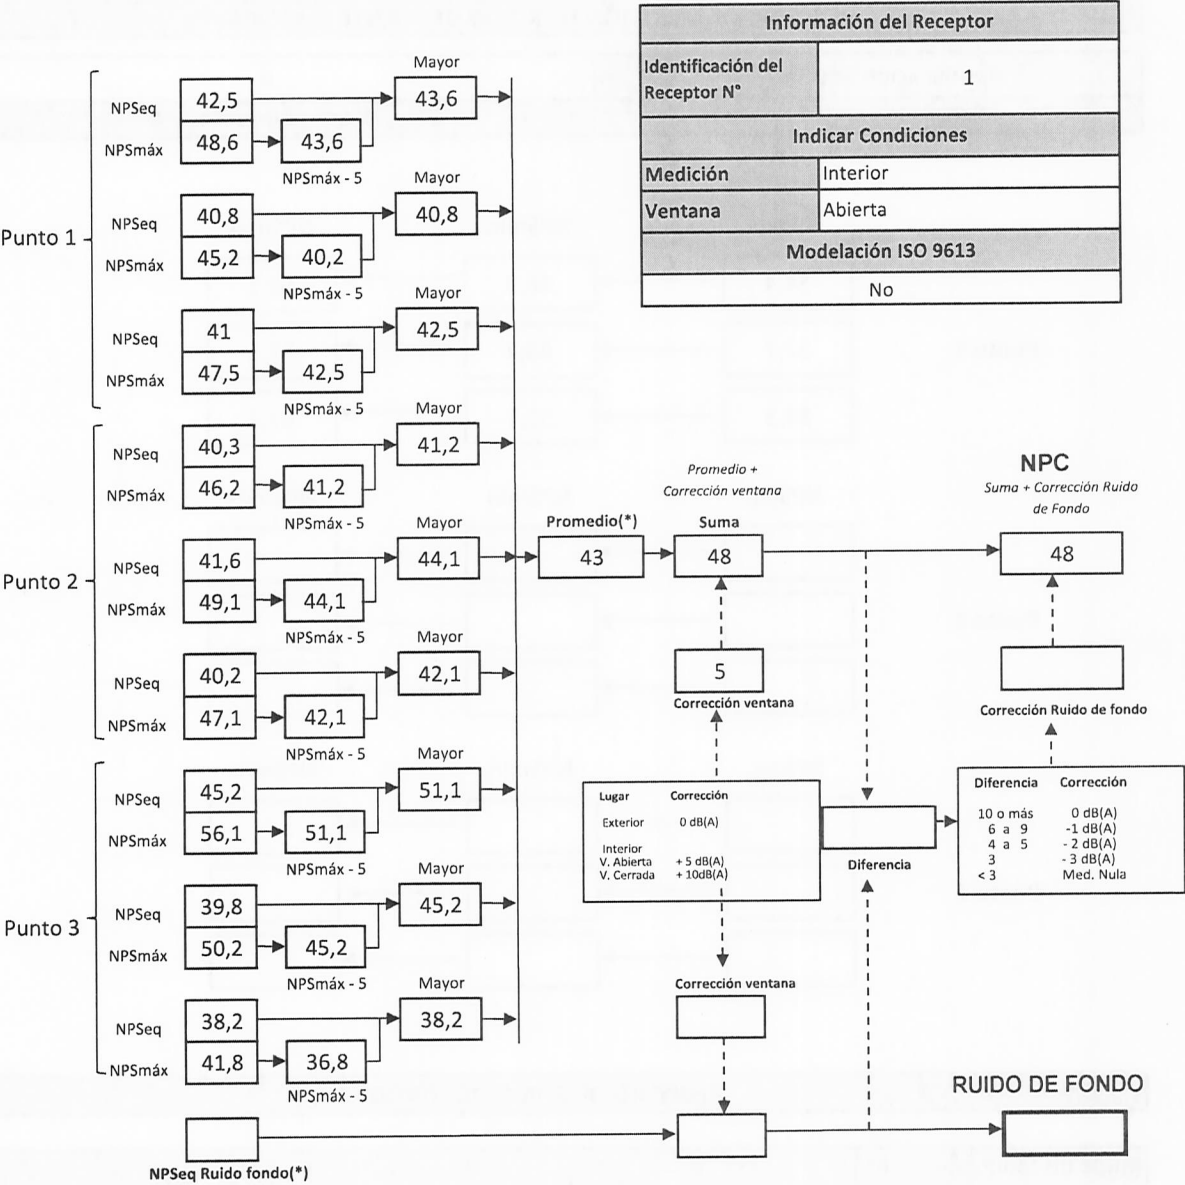 Información del Receptor
Identificación del
Receptor N°
1
Indicar Condiciones
Medición
Interior
Ventana
Abierta
Modelación ISO 9613
No
Punto 1
Mayor
NPSeq
42,5
43,6
NPSmáx
48,6
43,6
NPSmáx - 5
Mayor
NPSeq
40,8
40,8
NPSmáx
45,2
40,2
NPSmáx - 5
Mayor
NPSeq
41
42,5
NPSmáx
47,5
42,5
NPSmáx - 5
Punto 2
Mayor
NPSeq
40,3
41,2
NPSmáx
46,2
41,2
NPSmáx - 5
Mayor
NPSeq
41,6
44,1
NPSmáx
49,1
44,1
NPSmáx - 5
Mayor
NPSeq
40,2
42,1
NPSmáx
47,1
42,1
NPSmáx - 5
Punto 3
Mayor
NPSeq
45,2
51,1
NPSmáx
56,1
51,1
NPSmáx - 5
Mayor
NPSeq
39,8
45,2
NPSmáx
50,2
45,2
NPSmáx - 5
Mayor
NPSeq
38,2
38,2
NPSmáx
41,8
36,8
NPSmáx - 5
Promedio(*)
43
Promedio +
Corrección ventana
Suma
48
5
Corrección ventana
NPC
Suma + Corrección Ruido
de Fondo
48
Corrección Ruido de fondo
Lugar Corrección
Exterior 0 dB(A)
Interior
V. Abierta + 5 dB(A)
V. Cerrada + 10dB(A)
Diferencia
Diferencia Corrección
10 o más 0 dB(A)
6 a 9 -1 dB(A)
4 a 5 - 2 dB(A)
3 - 3 dB(A)
< 3 Med. Nula
Corrección ventana
RUIDO DE FONDO
NPSeq Ruido fondo(*)